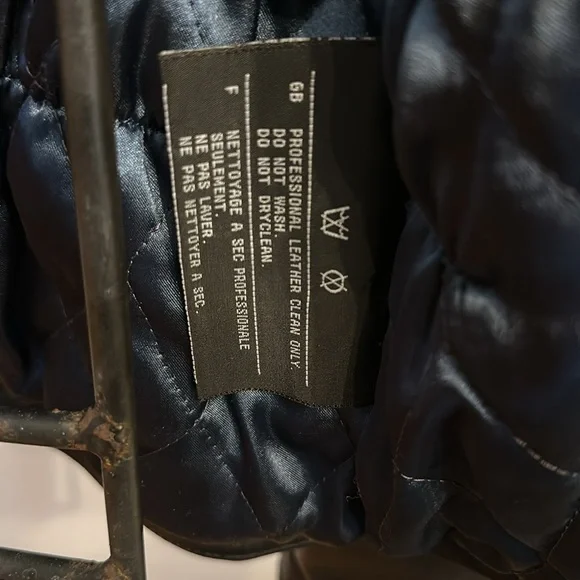 GB
PROFESSIONAL LEATHER CLEAN ONLY.
DO NOT WASH.
DO NOT DRYCLEAN.
F
NETTOYAGE A SEC PROFESSIONALE
SEULEMENT.
NE PAS LAVER.
NE PAS NETTOYER A SEC.